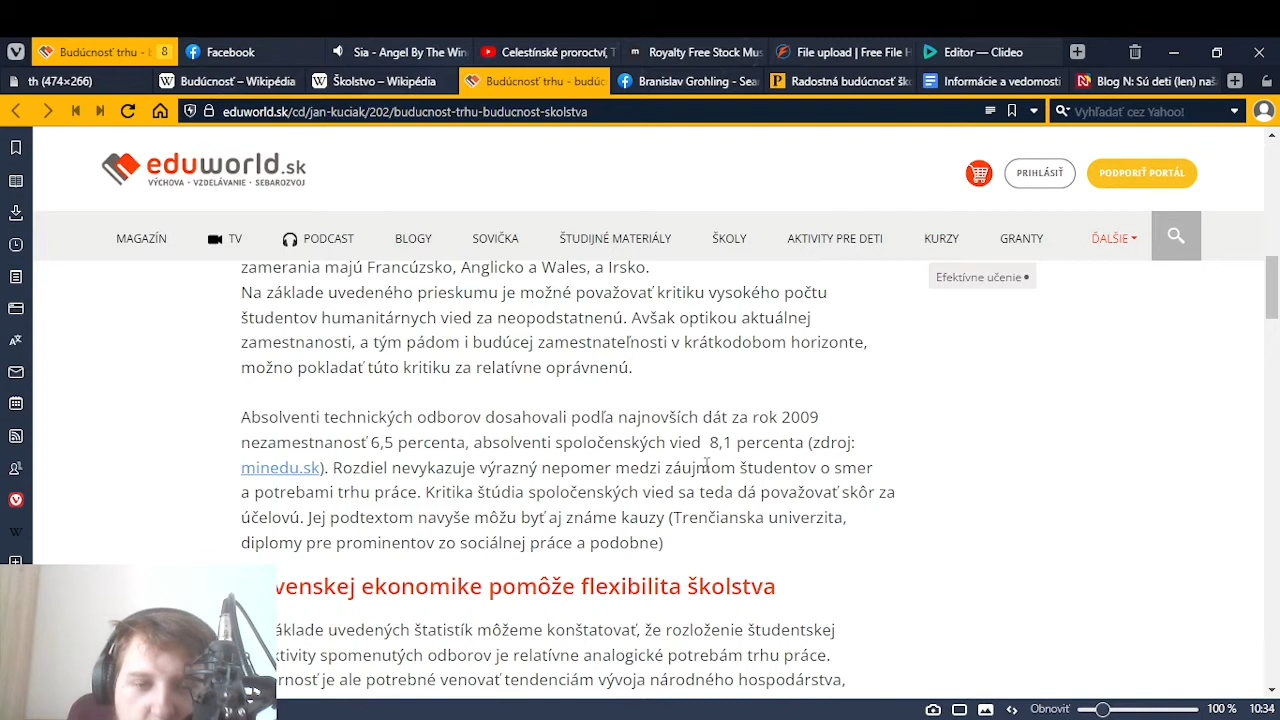 Budúcnosť trhu - b
8
Facebook
Sia - Angel By The Win
Celestínské proroctví, T
Royalty Free Stock Mus
File upload | Free File H
Editor — Clideo
th (474×266)
Budúcnosť – Wikipédia
Školstvo – Wikipédia
Budúcnosť trhu - budúc
Branislav Grohling - Sea
Radostná budúcnosť šk
Informácie a vedomosti
Blog N: Sú deti (len) naš
eduworld.sk/cd/jan-kuciak/202/buducnost-trhu-buducnost-skolstva
Vyhľadať cez Yahoo!
eduworld.sk
VÝCHOVA • VZDELÁVANIE • SEBAROZVOJ
PRIHLÁSIŤ
PODPORIŤ PORTÁL
MAGAZÍN TV PODCAST BLOGY SOVIČKA ŠTUDIJNÉ MATERIÁLY ŠKOLY AKTIVITY PRE DETI KURZY GRANTY ĎALŠIE
Efektívne učenie •
zamerania majú Francúzsko, Anglicko a Wales, a Irsko.
Na základe uvedeného prieskumu je možné považovať kritiku vysokého počtu
študentov humanitárnych vied za neopodstatnenú. Avšak optikou aktuálnej
zamestnanosti, a tým pádom i budúcej zamestnateľnosti v krátkodobom horizonte,
možno pokladať túto kritiku za relatívne oprávnenú.
Absolventi technických odborov dosahovali podľa najnovších dát za rok 2009
nezamestnanosť 6,5 percenta, absolventi spoločenských vied 8,1 percenta (zdroj:
minedu.sk). Rozdiel nevykazuje výrazný nepomer medzi záujmom študentov o smer
a potrebami trhu práce. Kritika štúdia spoločenských vied sa teda dá považovať skôr za
účelovú. Jej podtextom navyše môžu byť aj známe kauzy (Trenčianska univerzita,
diplomy pre prominentov zo sociálnej práce a podobne)
venskej ekonomike pomôže flexibilita školstva
áklade uvedených štatistík môžeme konštatovať, že rozloženie študentskej
ktivity spomenutých odborov je relatívne analogické potrebám trhu práce.
rnosť je ale potrebné venovať tendenciám vývoja národného hospodárstva,
Obnoviť
100 %
10:34